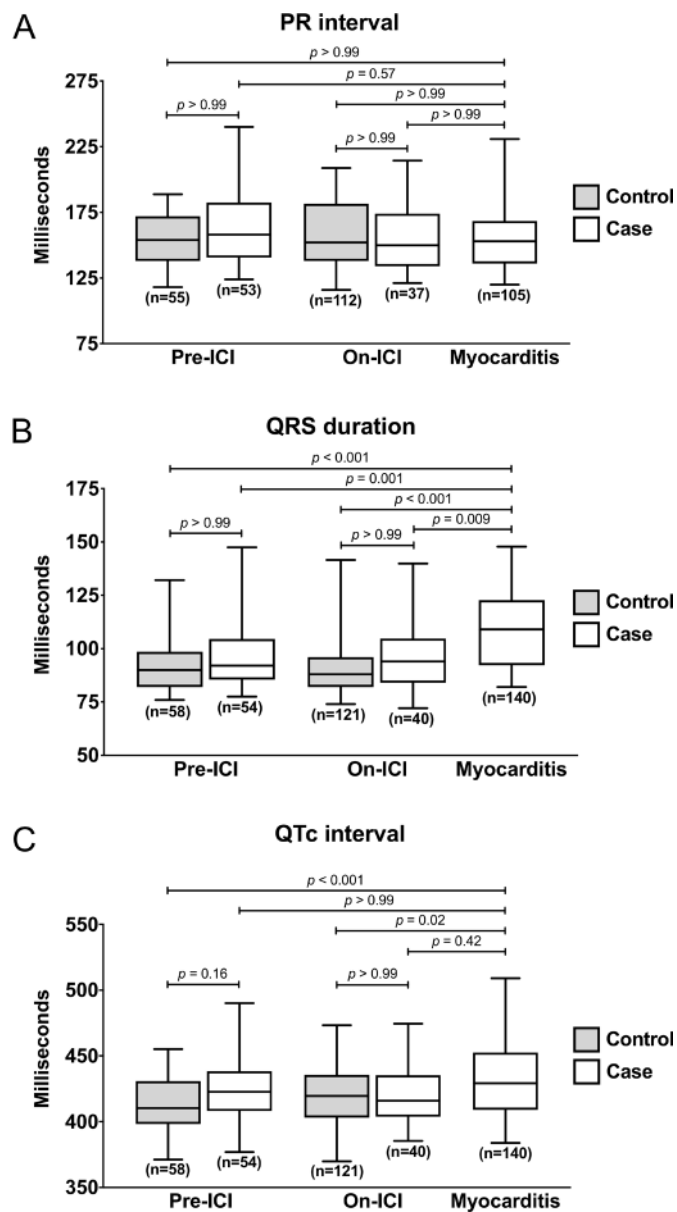 A
PR interval
p > 0.99
p = 0.57
p > 0.99
p > 0.99
p > 0.99
p > 0.99
275
225
175
125
75
Milliseconds
Control
Case
(n=55)
(n=53)
(n=112)
(n=37)
(n=105)
Pre-ICI
On-ICI
Myocarditis
B
QRS duration
p < 0.001
p = 0.001
p < 0.001
p > 0.99
p > 0.99
p = 0.009
175
150
125
100
75
50
Milliseconds
Control
Case
(n=58)
(n=54)
(n=121)
(n=40)
(n=140)
Pre-ICI
On-ICI
Myocarditis
C
QTc interval
p < 0.001
p > 0.99
p = 0.02
p = 0.42
p = 0.16
p > 0.99
550
500
450
400
350
Milliseconds
Control
Case
(n=58)
(n=54)
(n=121)
(n=40)
(n=140)
Pre-ICI
On-ICI
Myocarditis